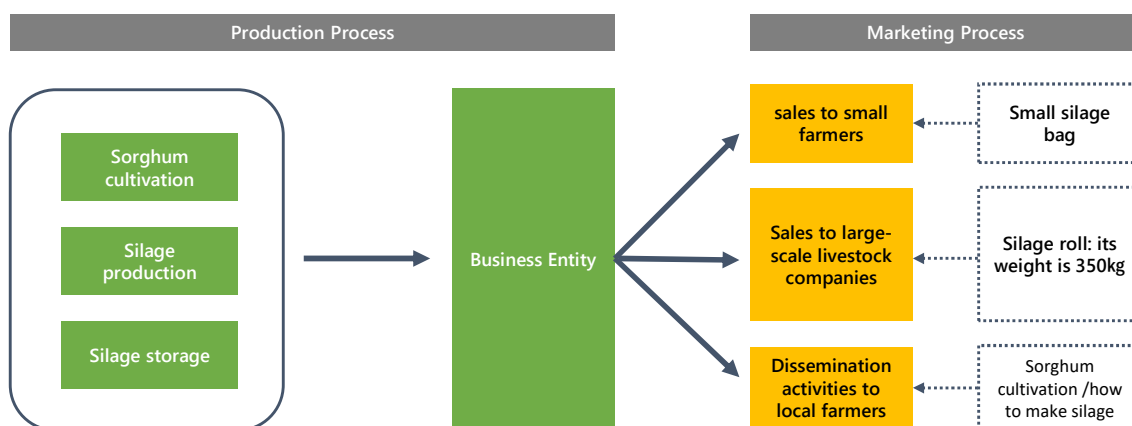 Production Process
Marketing Process
Sorghum
cultivation
Silage
production
Silage storage
Business Entity
sales to small
farmers
Sales to large-
scale livestock
companies
Dissemination
activities to
local farmers
Small silage
bag
Silage roll: its
weight is 350kg
Sorghum
cultivation /how
to make silage